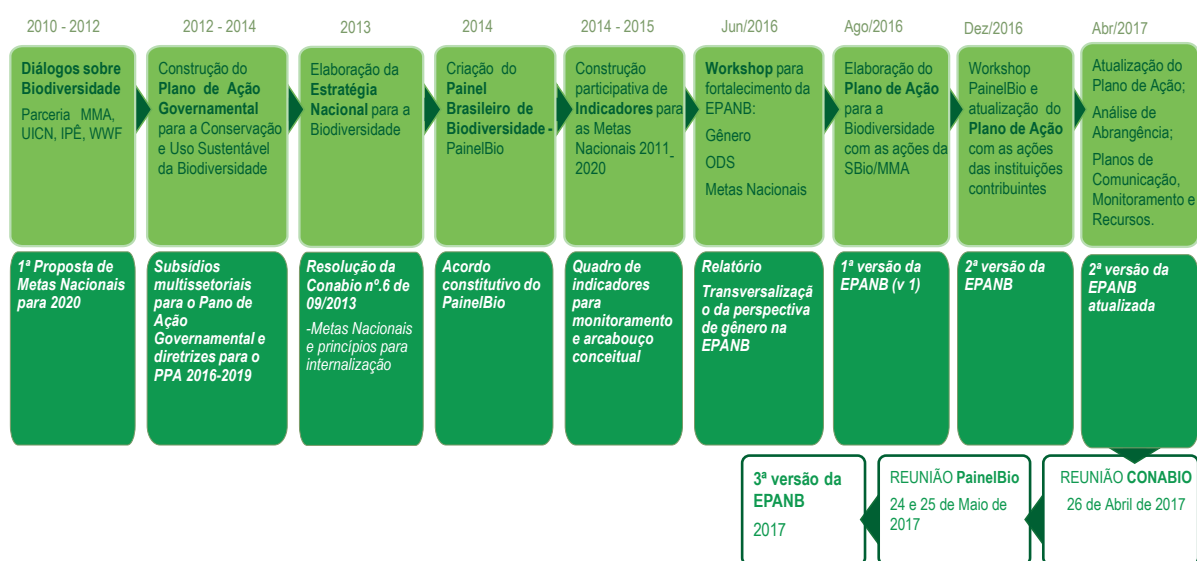 2010 - 2012
2012 - 2014
2013
2014
2014 - 2015
Jun/2016
Ago/2016
Dez/2016
Abr/2017
Diálogos sobre
Biodiversidade
Parceria MMA,
UICN, IPÊ, WWF
Construção do
Plano de Ação
Governamental
para a Conservação
e Uso Sustentável
da Biodiversidade
Elaboração da
Estratégia
Nacional para a
Biodiversidade
Criação do
Painel
Brasileiro de
Biodiversidade -
PainelBio
Construção
participativa de
Indicadores para
as Metas
Nacionais 2011_
2020
Workshop para
fortalecimento da
EPANB:
Gênero
ODS
Metas Nacionais
Elaboração do
Plano de Ação
para a
Biodiversidade
com as ações da
SBio/MMA
Workshop
PainelBio e
atualização do
Plano de Ação
com as ações
das instituições
contribuintes
Atualização do
Plano de Ação;
Análise de
Abrangência;
Planos de
Comunicação,
Monitoramento e
Recursos.
1ª Proposta de
Metas Nacionais
para 2020
Subsídios
multissetoriais
para o Pano de
Ação
Governamental e
diretrizes para o
PPA 2016-2019
Resolução da
Conabio nº.6 de
09/2013
-Metas Nacionais
e princípios para
internalização
Acordo
constitutivo do
PainelBio
Quadro de
indicadores
para
monitoramento
e arcabouço
conceitual
Relatório
Transversalizaçã
o da perspectiva
de gênero na
EPANB
1ª versão da
EPANB (v 1)
2ª versão da
EPANB
2ª versão da
EPANB
atualizada
3ª versão da
EPANB
2017
REUNIÃO PainelBio
24 e 25 de Maio de
2017
REUNIÃO CONABIO
26 de Abril de 2017